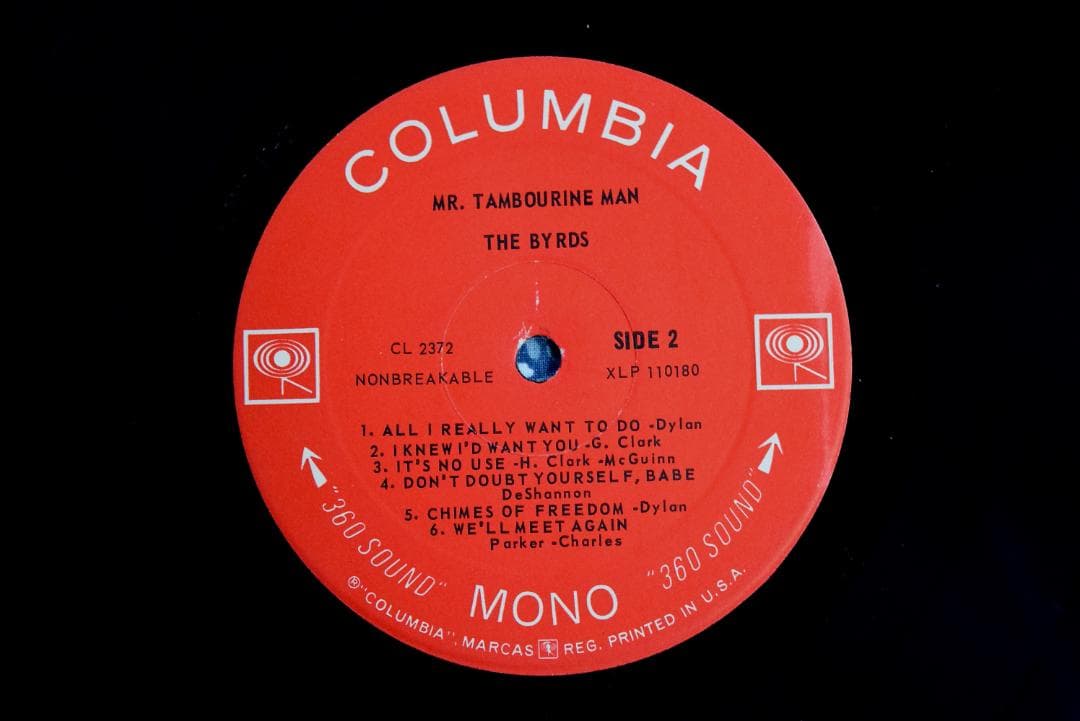 COLUMBIA
MR. TAMBOURINE MAN
THE BYRDS
CL 2372
NONBREAKABLE
SIDE 2
XLP 110180
1. ALL I REALLY WANT TO DO -Dylan
2. I KNEW I'D WANT YOU -G. Clark
3. IT'S NO USE -H. Clark -McGuinn
4. DON'T DOUBT YOURSELF, BABE
DeShannon
5. CHIMES OF FREEDOM -Dylan
6. WE'LL MEET AGAIN
Parker -Charles
"360 SOUND"
MONO
"360 SOUND"
®"COLUMBIA", MARCAS REG. PRINTED IN U.S.A.